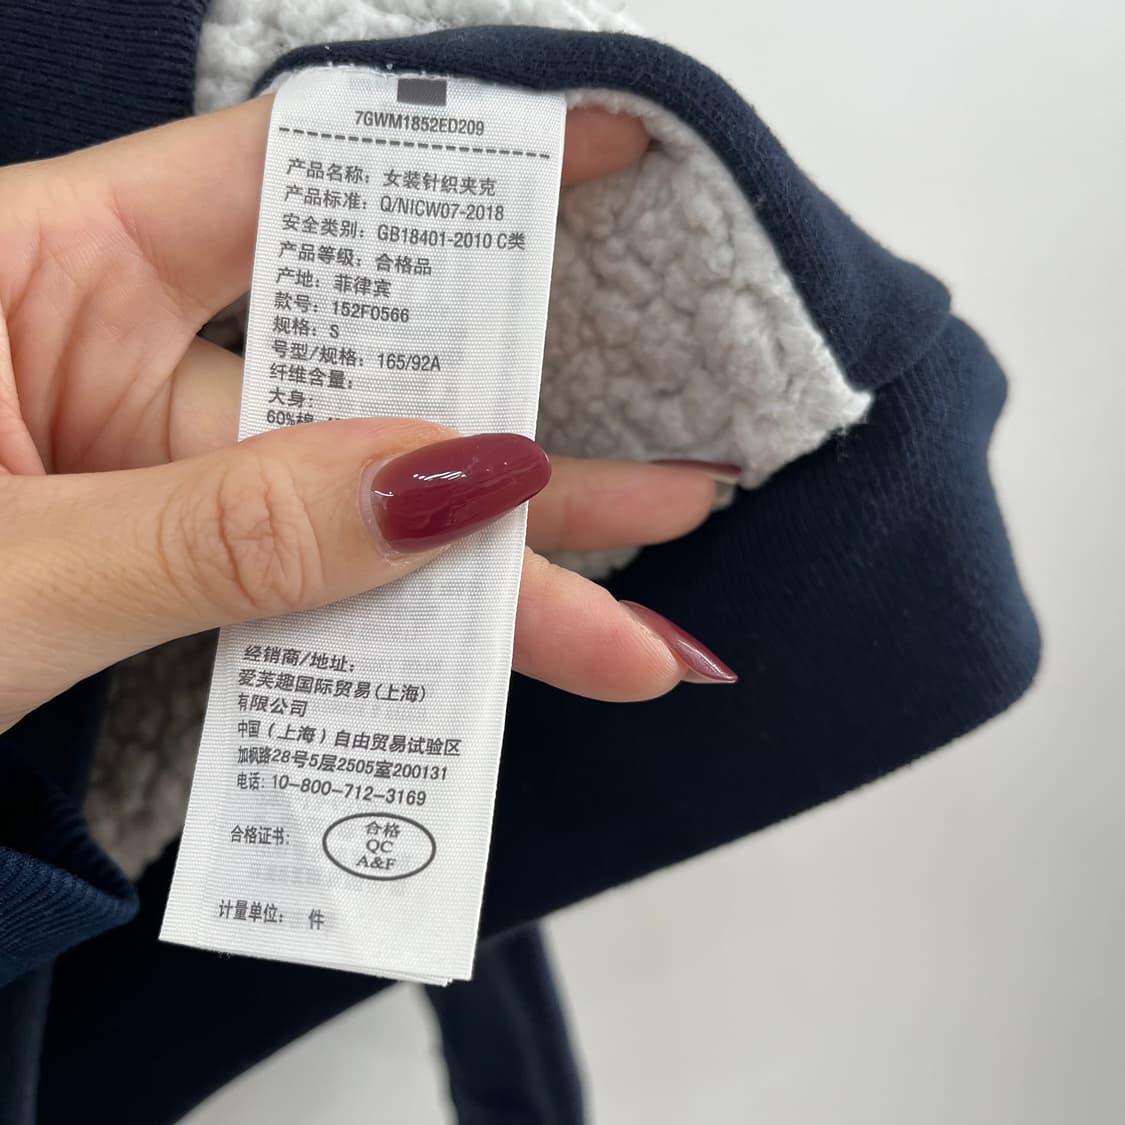 7GWM1852ED209
产品名称: 女装针织夹克
产品标准: Q/NICW07-2018
安全类别: GB18401-2010 C类
产品等级: 合格品
产地: 菲律宾
款号: 152F0566
规格: S
号型/规格: 165/92A
纤维含量:
大身:
60%棉
经销商/地址:
爱芙趣国际贸易(上海)
有限公司
中国(上海)自由贸易试验区
加枫路28号5层2505室200131
电话: 10-800-712-3169
合格证书:
合格
QC
A&F
计量单位: 件